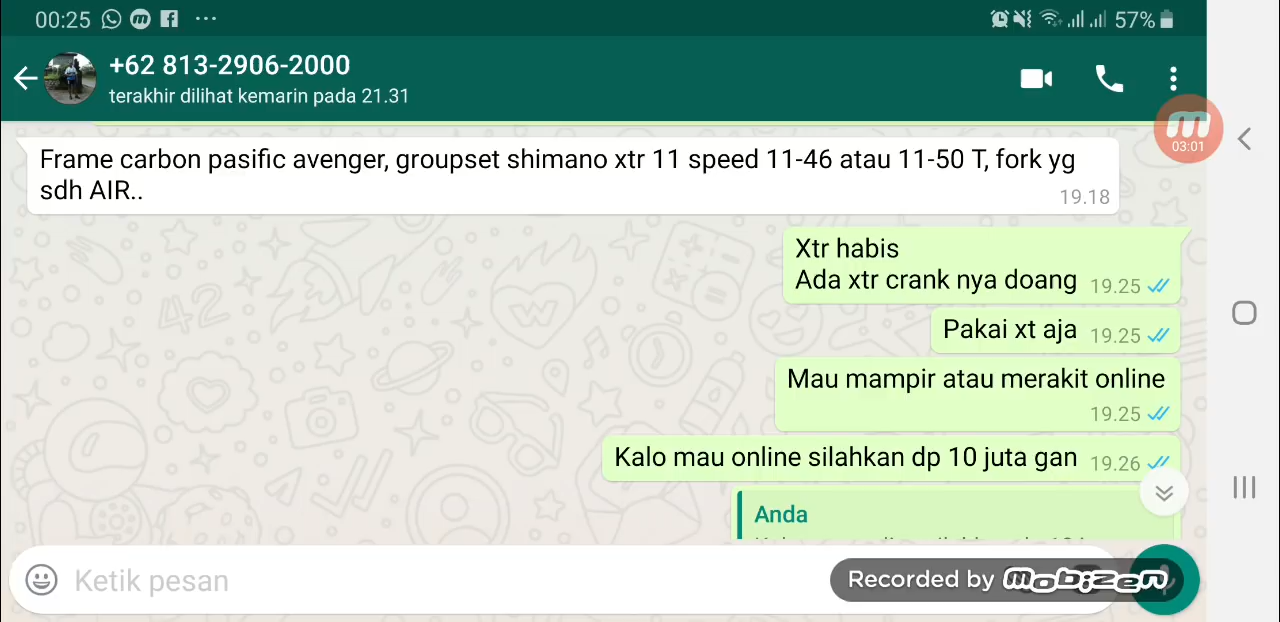 00:25
57%
+62 813-2906-2000
terakhir dilihat kemarin pada 21.31
03:01
Frame carbon pasific avenger, groupset shimano xtr 11 speed 11-46 atau 11-50 T, fork yg
sdh AIR..
19.18
Xtr habis
Ada xtr crank nya doang 19.25
Pakai xt aja 19.25
Mau mampir atau merakit online
19.25
Kalo mau online silahkan dp 10 juta gan 19.26
Anda
Ketik pesan
Recorded by mobizen